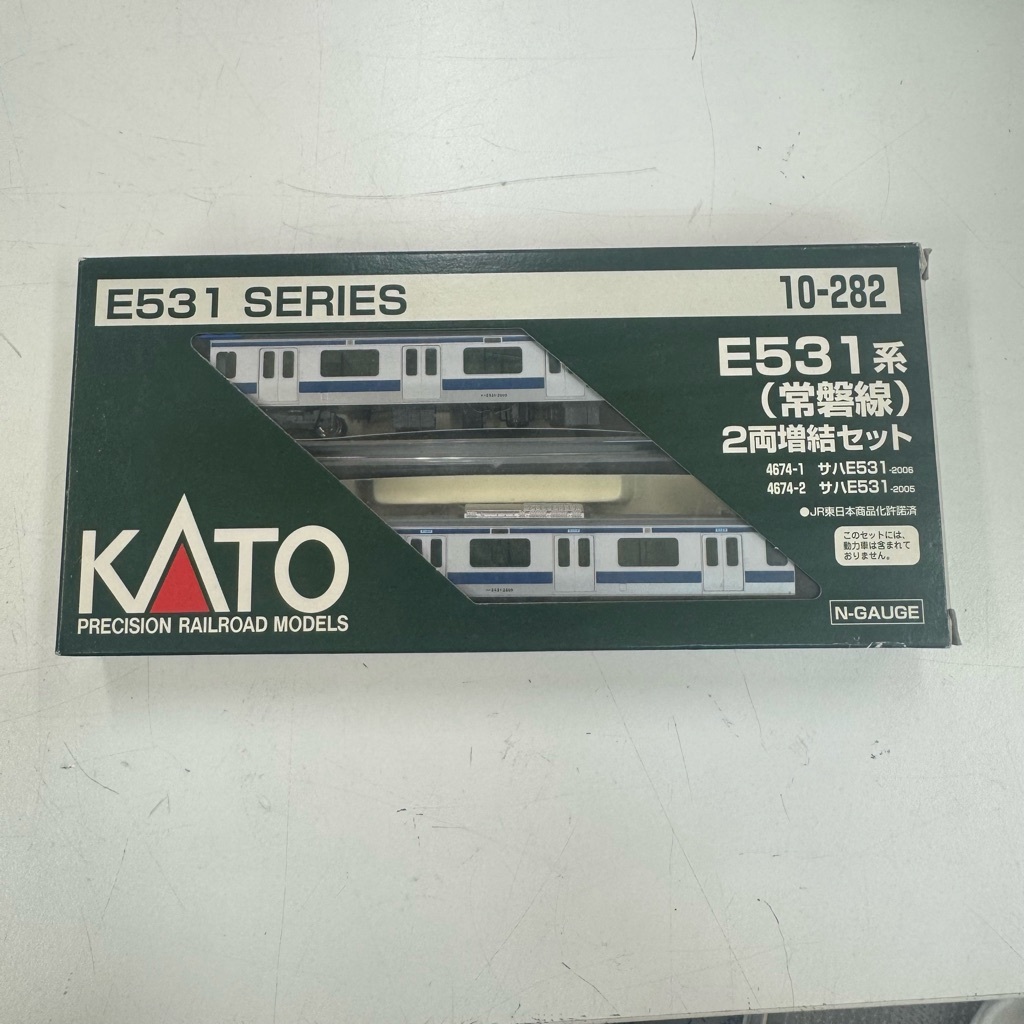 E531 SERIES
10-282
E531系
（常磐線）
2両増結セット
4674-1 サハE531-2006
4674-2 サハE531-2005
●JR東日本商品化許諾済
このセットには、
動力車は含まれて
おりません。
KATO
PRECISION RAILROAD MODELS
N-GAUGE